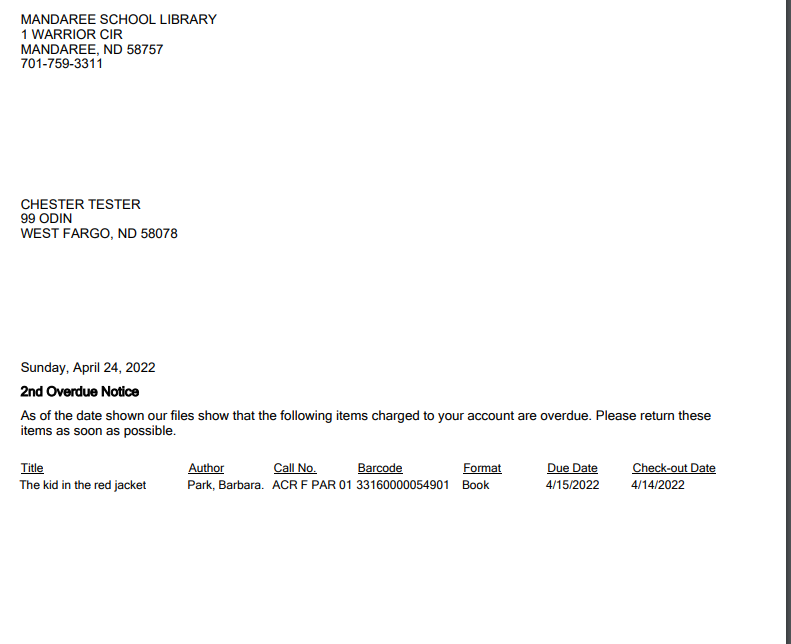 MANDAREE SCHOOL LIBRARY
1 WARRIOR CIR
MANDAREE, ND 58757
701-759-3311
CHESTER TESTER
99 ODIN
WEST FARGO, ND 58078
Sunday, April 24, 2022
2nd Overdue Notice
As of the date shown our files show that the following items charged to your account are overdue. Please return these
items as soon as possible.
Title Author Call No. Barcode Format Due Date Check-out Date
The kid in the red jacket Park, Barbara. ACR F PAR 01 33160000054901 Book 4/15/2022 4/14/2022